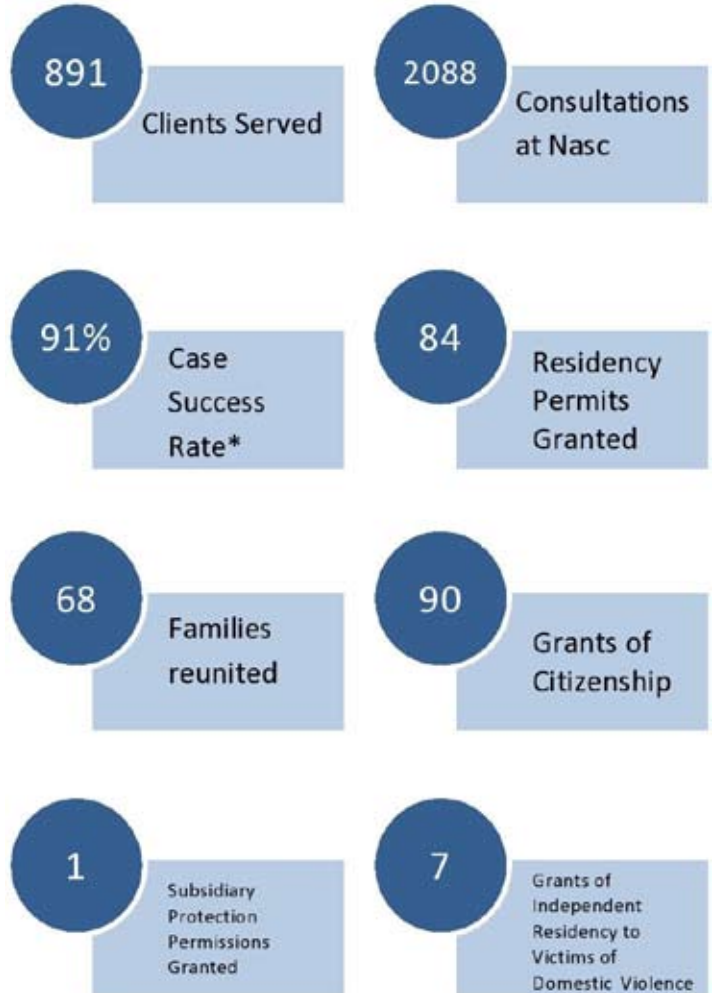 891
Clients Served
2088
Consultations
at Nasc
91%
Case
Success
Rate*
84
Residency
Permits
Granted
68
Families
reunited
90
Grants of
Citizenship
1
Subsidiary
Protection
Permissions
Granted
7
Grants of
Independent
Residency to
Victims of
Domestic Violence